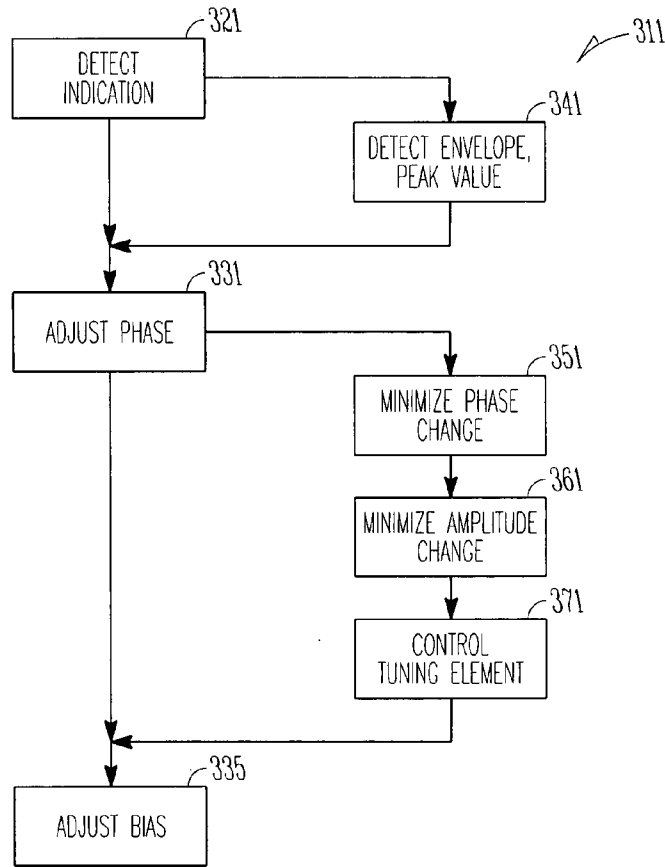 311
321
DETECT
INDICATION
341
DETECT ENVELOPE,
PEAK VALUE
331
ADJUST PHASE
351
MINIMIZE PHASE
CHANGE
361
MINIMIZE AMPLITUDE
CHANGE
371
CONTROL
TUNING ELEMENT
335
ADJUST BIAS